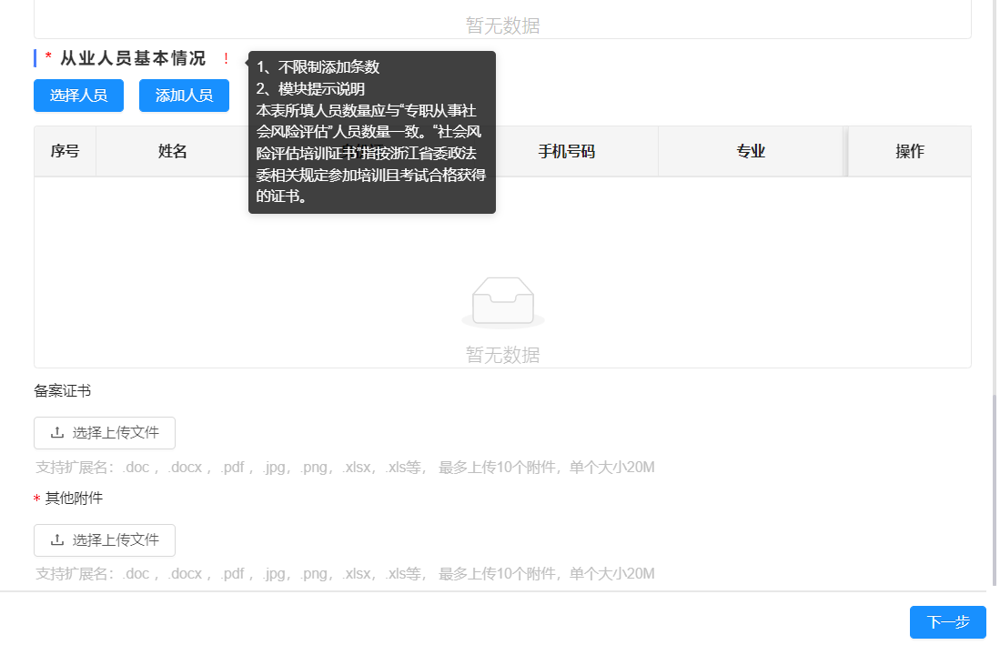 暂无数据
* 从业人员基本情况 !
1、不限制添加条数
2、模块提示说明
本表所填人员数量应与“专职从事社
会风险评估”人员数量一致。“社会风
险评估培训证书”指按浙江省委政法
委相关规定参加培训且考试合格获得
的证书。
选择人员 添加人员
序号 姓名 手机号码 专业 操作
暂无数据
备案证书
选择上传文件
支持扩展名：.doc ，.docx ，.pdf ，.jpg，.png，.xlsx，.xls等， 最多上传10个附件，单个大小20M
* 其他附件
选择上传文件
支持扩展名：.doc ，.docx ，.pdf ，.jpg，.png，.xlsx，.xls等， 最多上传10个附件，单个大小20M
下一步